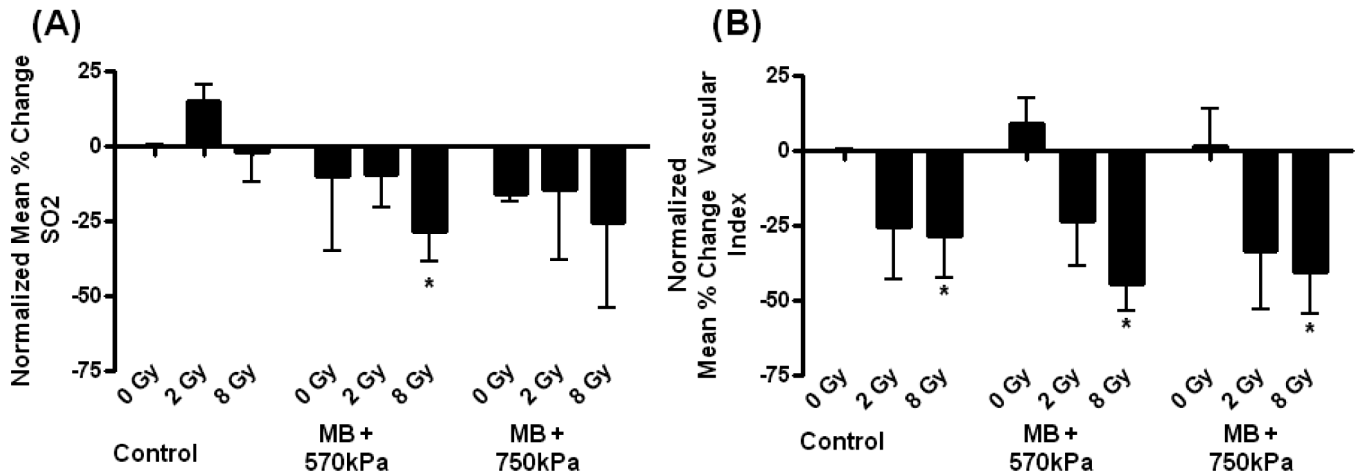 (A)
Normalized Mean % Change
SO2
25
0
-25
-50
-75
0 Gy
2 Gy
8 Gy
0 Gy
2 Gy
8 Gy
0 Gy
2 Gy
8 Gy
*
Control
MB +
570kPa
MB +
750kPa
(B)
Normalized
Mean % Change Vascular
Index
25
0
-25
-50
-75
0 Gy
2 Gy
8 Gy
0 Gy
2 Gy
8 Gy
0 Gy
2 Gy
8 Gy
*
*
*
Control
MB +
570kPa
MB +
750kPa